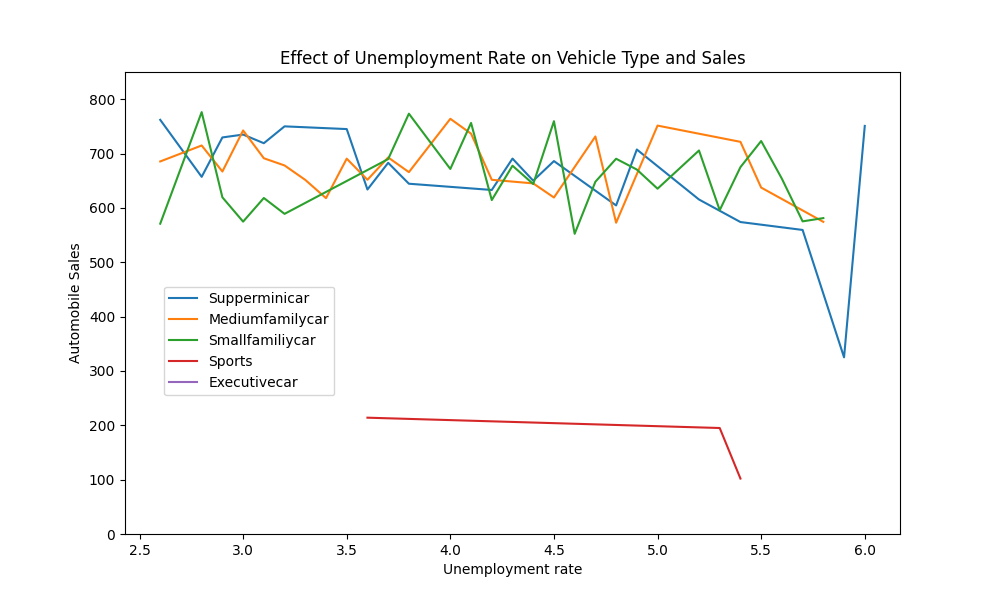 Effect of Unemployment Rate on Vehicle Type and Sales
Automobile Sales
800
700
600
500
400
300
200
100
0
Supperminicar
Mediumfamilycar
Smallfamiliycar
Sports
Executivecar
2.5 3.0 3.5 4.0 4.5 5.0 5.5 6.0
Unemployment rate